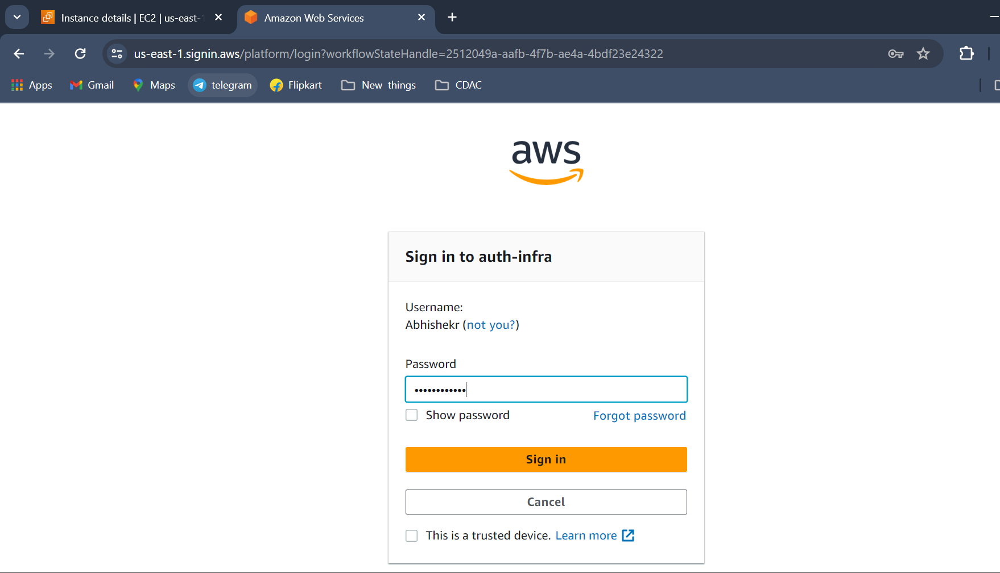 Instance details | EC2 | us-east-1
Amazon Web Services
us-east-1.signin.aws/platform/login?workflowStateHandle=2512049a-aafb-4f7b-ae4a-4bdf23e24322
Apps
Gmail
Maps
telegram
Flipkart
New things
CDAC
aws
Sign in to auth-infra
Username:
Abhishekr (not you?)
Password
••••••••••••
Show password
Forgot password
Sign in
Cancel
This is a trusted device. Learn more